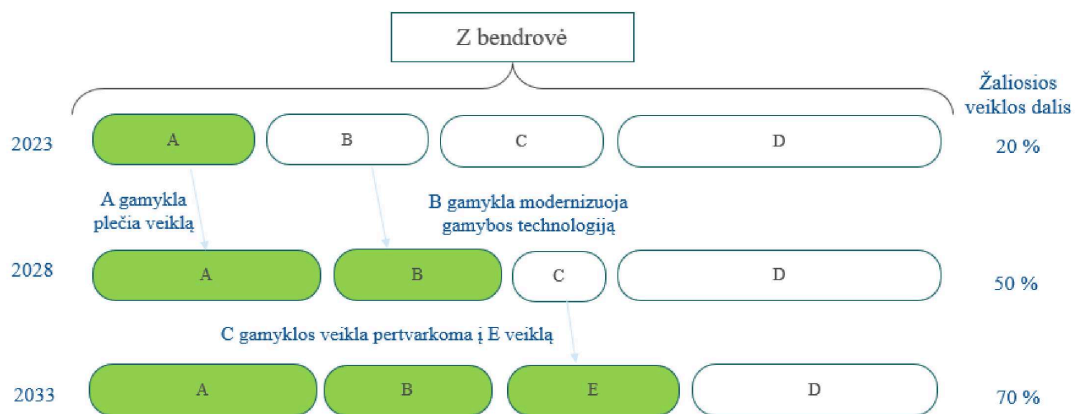 Z bendrovė
Žaliosios
veiklos dalis
2023
A
B
C
D
20 %
A gamykla
plečia veiklą
B gamykla modernizuoja
gamybos technologiją
2028
A
B
C
D
50 %
C gamyklos veikla pertvarkoma į E veiklą
2033
A
B
E
D
70 %